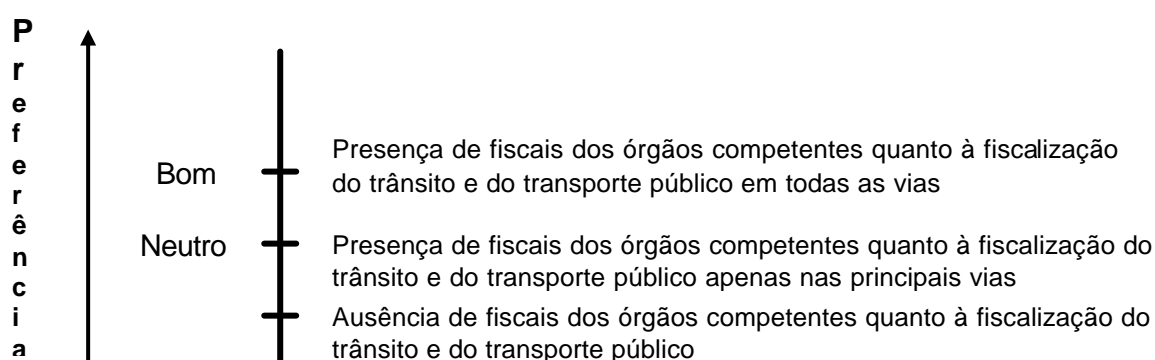 Preferência
Bom
Presença de fiscais dos órgãos competentes quanto à fiscalização
do trânsito e do transporte público em todas as vias
Neutro
Presença de fiscais dos órgãos competentes quanto à fiscalização do
trânsito e do transporte público apenas nas principais vias
Ausência de fiscais dos órgãos competentes quanto à fiscalização do
trânsito e do transporte público